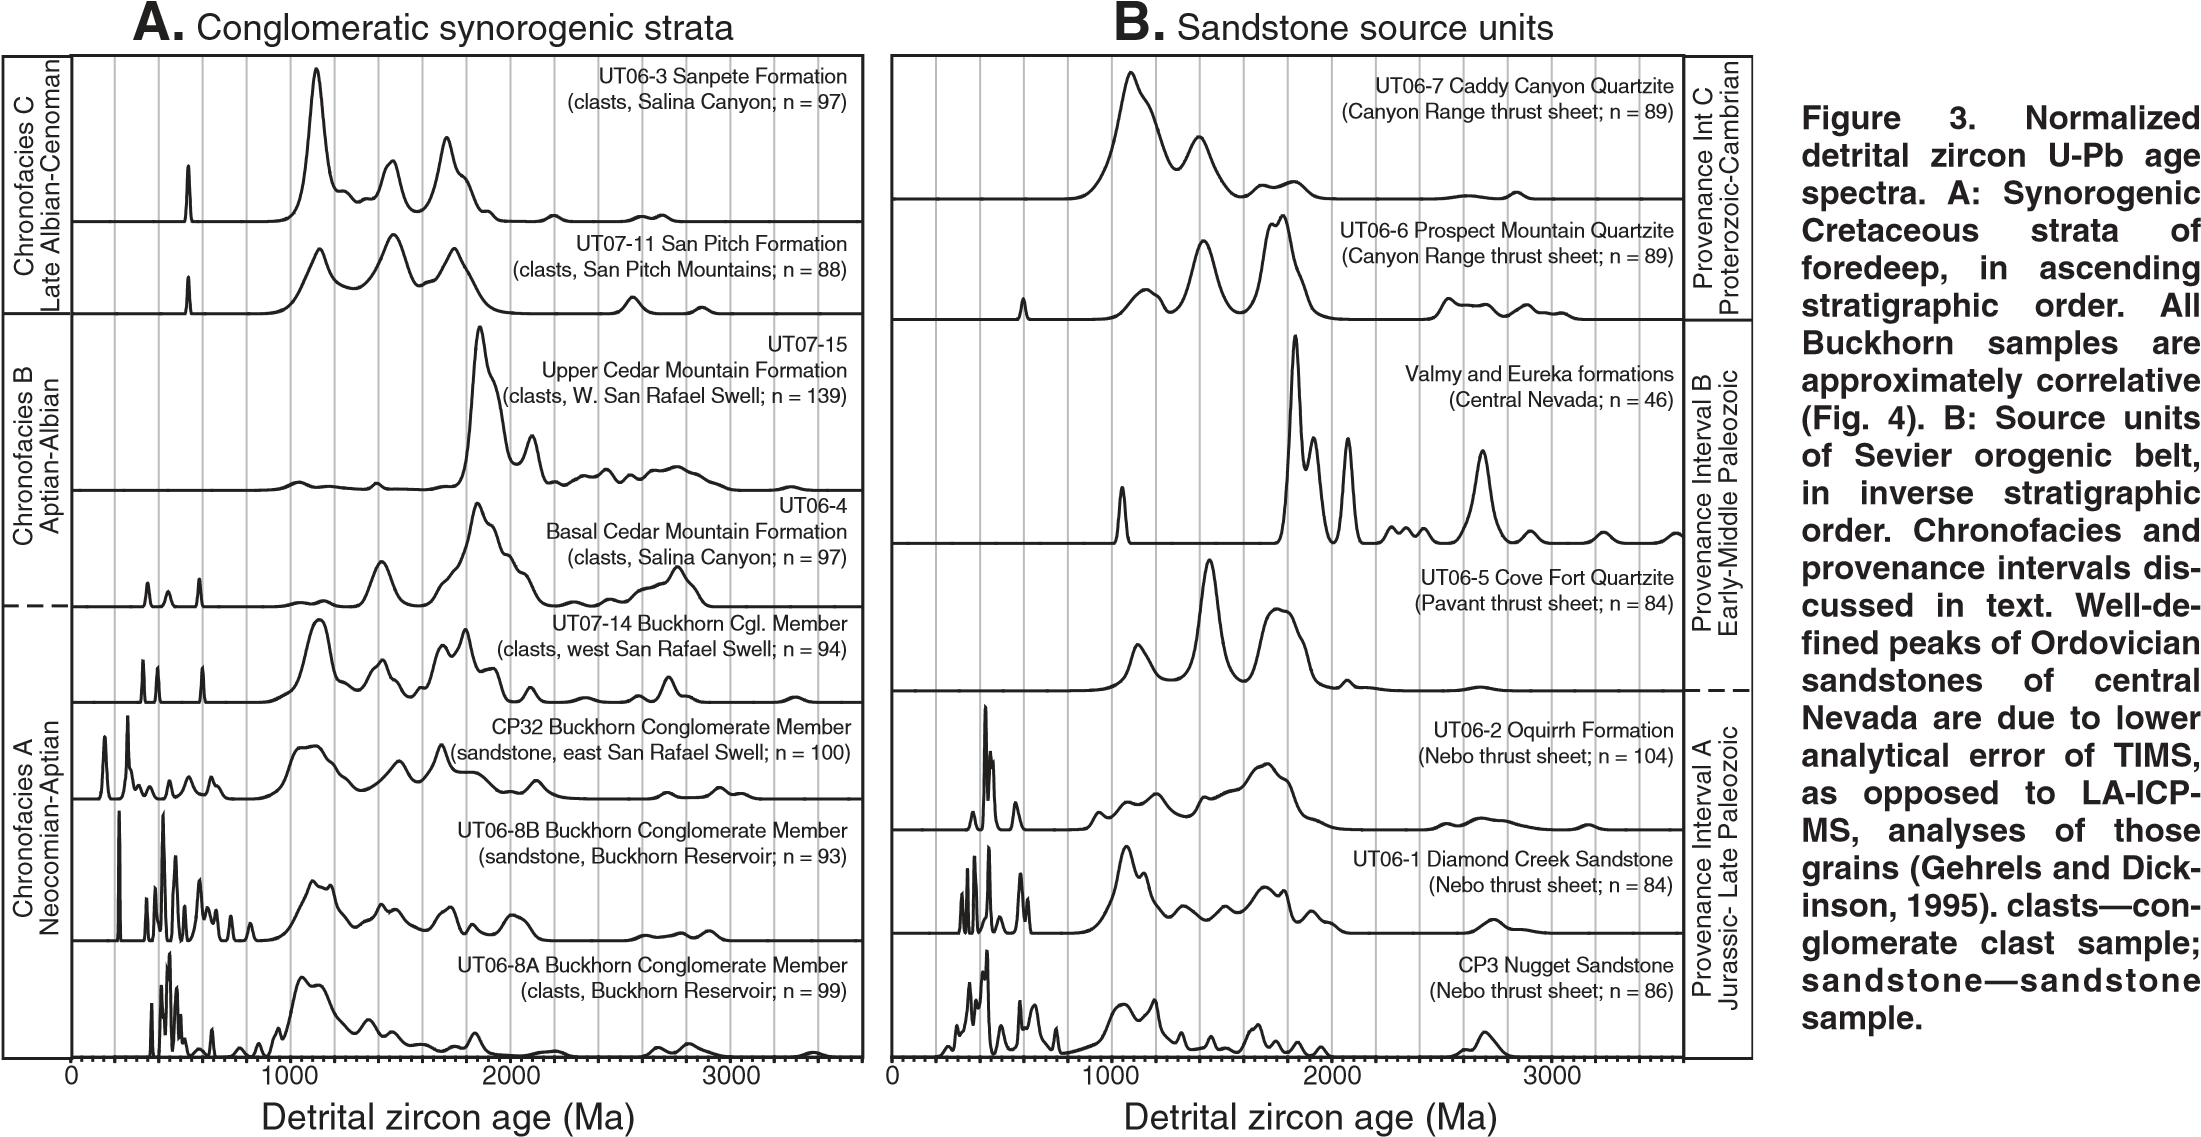 A. Conglomeratic synorogenic strata
Chronofacies C
Late Albian-Cenoman
UT06-3 Sanpete Formation
(clasts, Salina Canyon; n = 97)
UT07-11 San Pitch Formation
(clasts, San Pitch Mountains; n = 88)
Chronofacies B
Aptian-Albian
UT07-15
Upper Cedar Mountain Formation
(clasts, W. San Rafael Swell; n = 139)
UT06-4
Basal Cedar Mountain Formation
(clasts, Salina Canyon; n = 97)
Chronofacies A
Neocomian-Aptian
UT07-14 Buckhorn Cgl. Member
(clasts, west San Rafael Swell; n = 94)
CP32 Buckhorn Conglomerate Member
(sandstone, east San Rafael Swell; n = 100)
UT06-8B Buckhorn Conglomerate Member
(sandstone, Buckhorn Reservoir; n = 93)
UT06-8A Buckhorn Conglomerate Member
(clasts, Buckhorn Reservoir; n = 99)
0 1000 2000 3000
Detrital zircon age (Ma)
B. Sandstone source units
UT06-7 Caddy Canyon Quartzite
(Canyon Range thrust sheet; n = 89)
UT06-6 Prospect Mountain Quartzite
(Canyon Range thrust sheet; n = 89)
Provenance Int C
Proterozoic-Cambrian
Valmy and Eureka formations
(Central Nevada; n = 46)
UT06-5 Cove Fort Quartzite
(Pavant thrust sheet; n = 84)
Provenance Interval B
Early-Middle Paleozoic
UT06-2 Oquirrh Formation
(Nebo thrust sheet; n = 104)
UT06-1 Diamond Creek Sandstone
(Nebo thrust sheet; n = 84)
CP3 Nugget Sandstone
(Nebo thrust sheet; n = 86)
Provenance Interval A
Jurassic- Late Paleozoic
0 1000 2000 3000
Detrital zircon age (Ma)
Figure 3. Normalized
detrital zircon U-Pb age
spectra. A: Synorogenic
Cretaceous strata of
foredeep, in ascending
stratigraphic order. All
Buckhorn samples are
approximately correlative
(Fig. 4). B: Source units
of Sevier orogenic belt,
in inverse stratigraphic
order. Chronofacies and
provenance intervals dis-
cussed in text. Well-de-
fined peaks of Ordovician
sandstones of central
Nevada are due to lower
analytical error of TIMS,
as opposed to LA-ICP-
MS, analyses of those
grains (Gehrels and Dick-
inson, 1995). clasts—con-
glomerate clast sample;
sandstone—sandstone
sample.